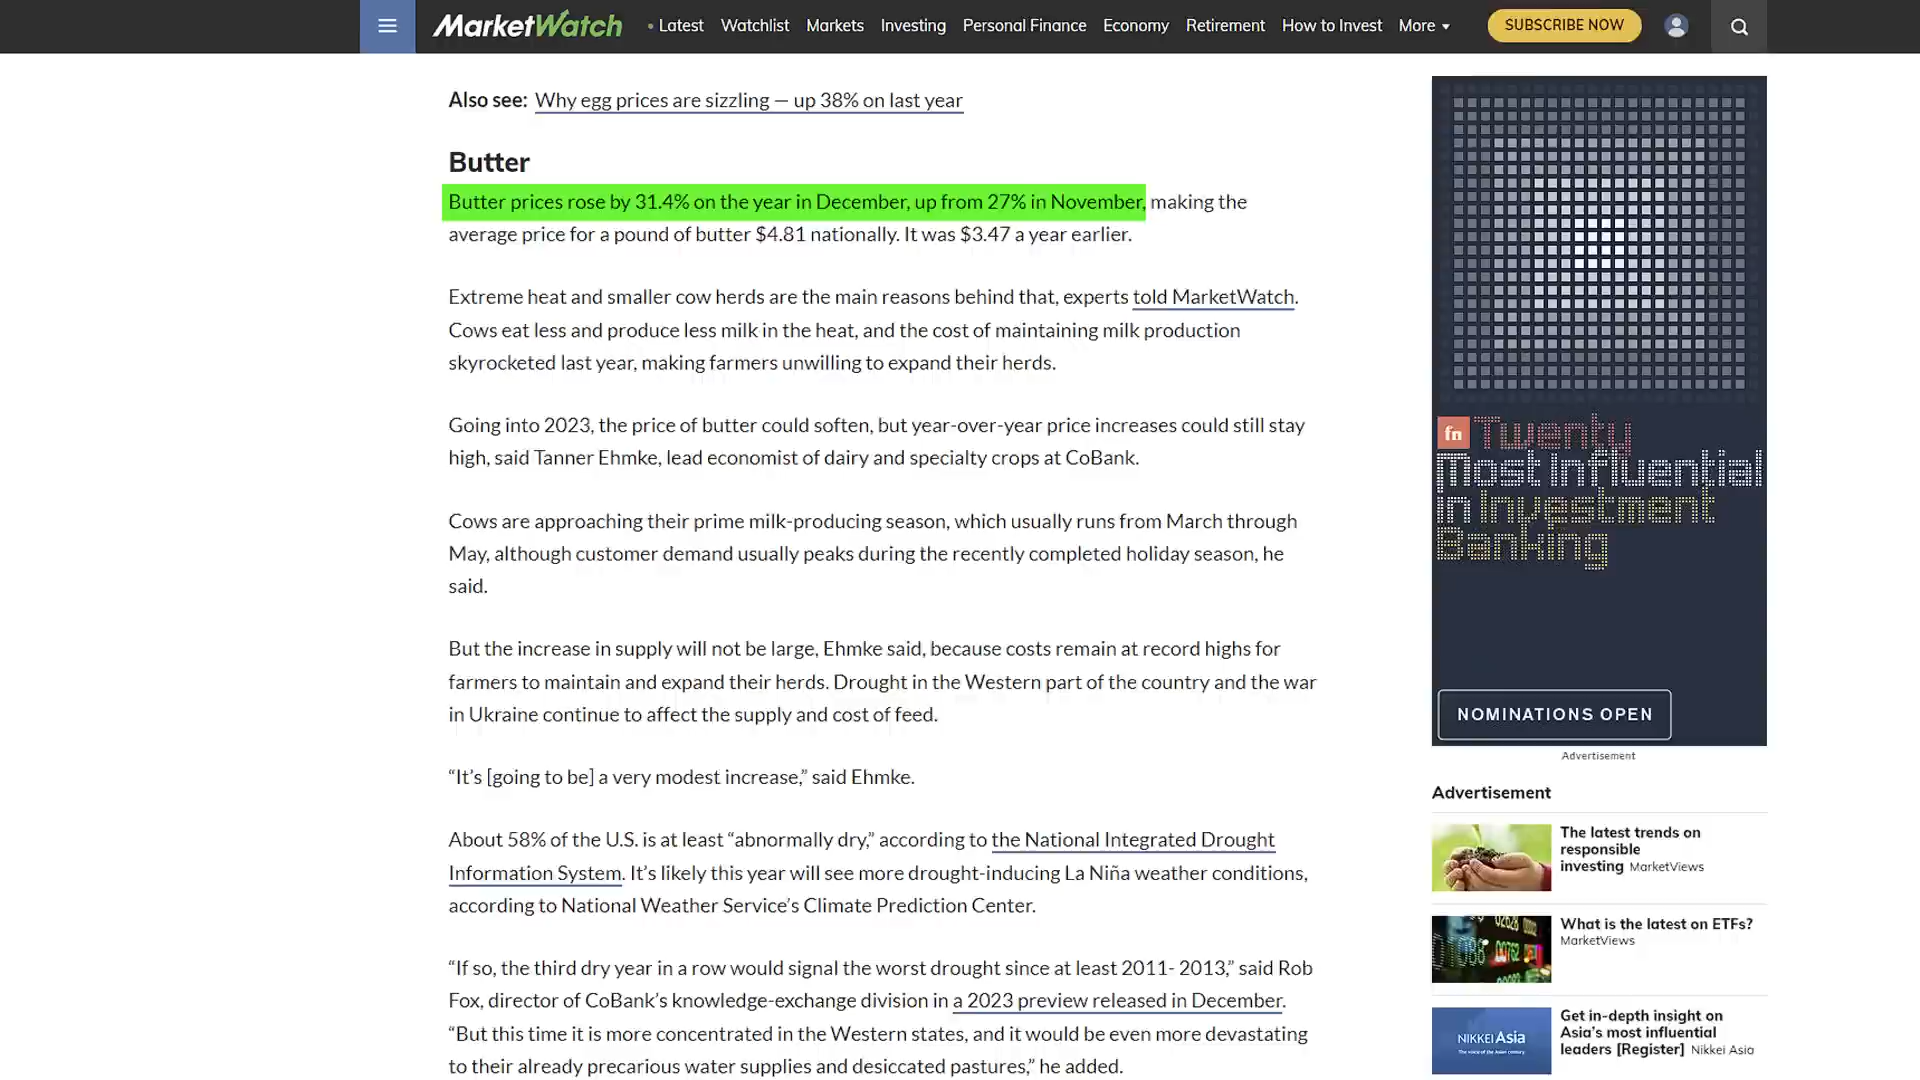 MarketWatch • Latest Watchlist Markets Investing Personal Finance Economy Retirement How to Invest More SUBSCRIBE NOW
Also see: Why egg prices are sizzling — up 38% on last year
Butter
Butter prices rose by 31.4% on the year in December, up from 27% in November, making the
average price for a pound of butter $4.81 nationally. It was $3.47 a year earlier.
Extreme heat and smaller cow herds are the main reasons behind that, experts told MarketWatch.
Cows eat less and produce less milk in the heat, and the cost of maintaining milk production
skyrocketed last year, making farmers unwilling to expand their herds.
Going into 2023, the price of butter could soften, but year-over-year price increases could still stay
high, said Tanner Ehmke, lead economist of dairy and specialty crops at CoBank.
Cows are approaching their prime milk-producing season, which usually runs from March through
May, although customer demand usually peaks during the recently completed holiday season, he
said.
But the increase in supply will not be large, Ehmke said, because costs remain at record highs for
farmers to maintain and expand their herds. Drought in the Western part of the country and the war
in Ukraine continue to affect the supply and cost of feed.
“It’s [going to be] a very modest increase,” said Ehmke.
About 58% of the U.S. is at least “abnormally dry,” according to the National Integrated Drought
Information System. It’s likely this year will see more drought-inducing La Niña weather conditions,
according to National Weather Service’s Climate Prediction Center.
“If so, the third dry year in a row would signal the worst drought since at least 2011- 2013,” said Rob
Fox, director of CoBank’s knowledge-exchange division in a 2023 preview released in December.
“But this time it is more concentrated in the Western states, and it would be even more devastating
to their already precarious water supplies and desiccated pastures,” he added.
fn Twenty
Most Influential
in Investment
Banking
NOMINATIONS OPEN
Advertisement
Advertisement
The latest trends on
responsible
investing MarketViews
What is the latest on ETFs?
MarketViews
NIKKEI Asia
Get in-depth insight on
Asia’s most influential
leaders [Register] Nikkei Asia